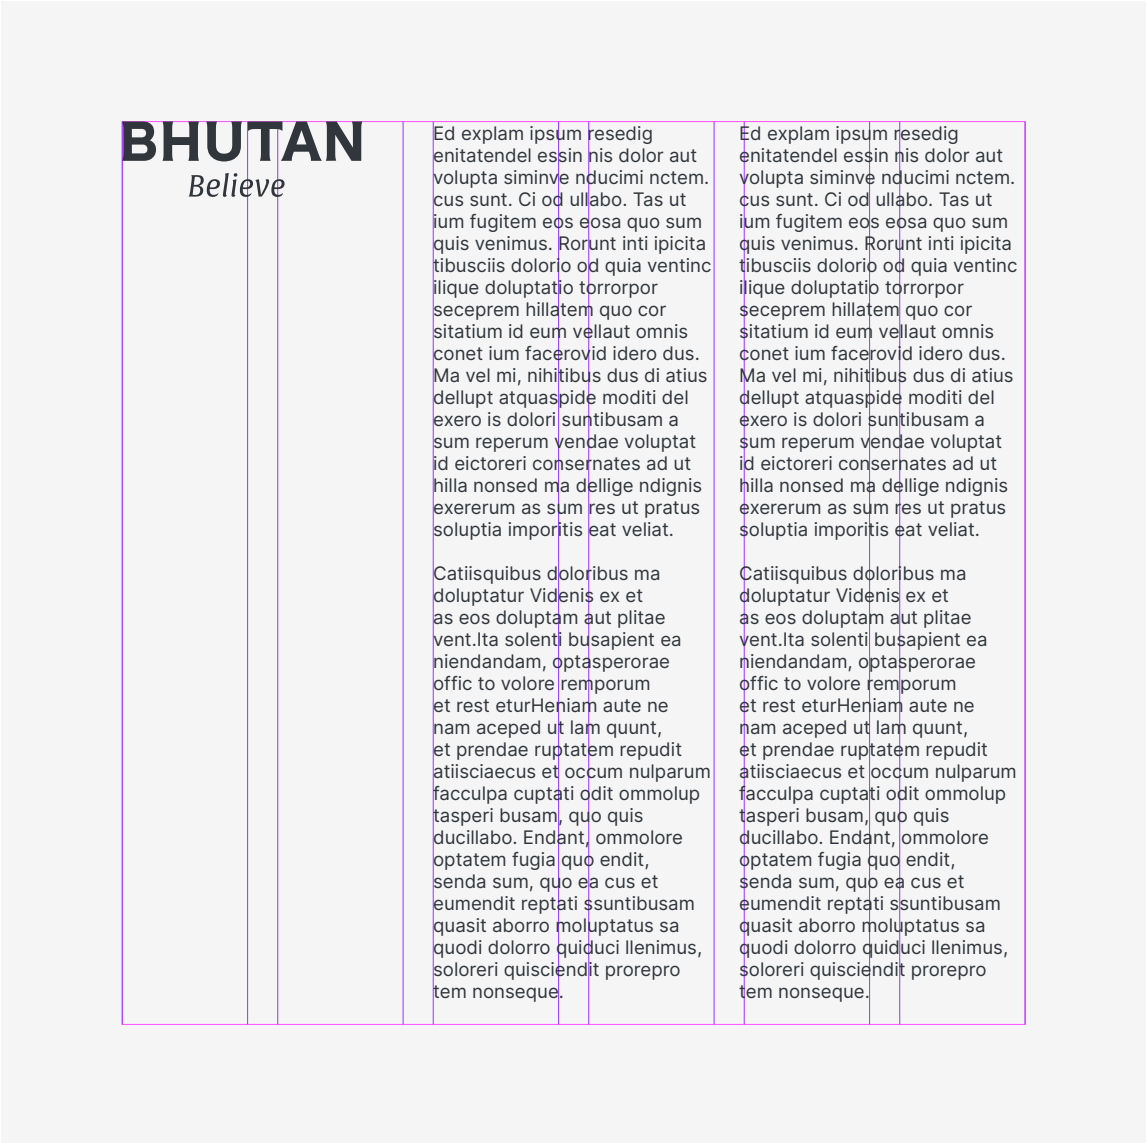 BHUTAN
Believe
Ed explam ipsum resedig
enitatendel essin nis dolor aut
volupta siminve nducimi nctem.
cus sunt. Ci od ullabo. Tas ut
ium fugitem eos eosa quo sum
quis venimus. Rorunt inti ipicita
tibusciis dolorio od quia ventinc
ilique doluptatio torrorpor
seceprem hillatem quo cor
sitatium id eum vellaut omnis
conet ium facerovid idero dus.
Ma vel mi, nihitibus dus di atius
dellupt atquaspide moditi del
exero is dolori suntibusam a
sum reperum vendae voluptat
id eictoreri consernates ad ut
hilla nonsed ma dellige ndignis
exererum as sum res ut pratus
soluptia imporitis eat veliat.
Catiisquibus doloribus ma
doluptatur Videnis ex et
as eos doluptam aut plitae
vent.Ita solenti busapient ea
niendandam, optasperorae
offic to volore remporum
et rest eturHeniam aute ne
nam aceped ut lam quunt,
et prendae ruptatem repudit
atiisciaecus et occum nulparum
facculpa cuptati odit ommolup
tasperi busam, quo quis
ducillabo. Endant, ommolore
optatem fugia quo endit,
senda sum, quo ea cus et
eumendit reptati ssuntibusam
quasit aborro moluptatus sa
quodi dolorro quiduci llenimus,
soloreri quisciendit prorepro
tem nonseque.
Ed explam ipsum resedig
enitatendel essin nis dolor aut
volupta siminve nducimi nctem.
cus sunt. Ci od ullabo. Tas ut
ium fugitem eos eosa quo sum
quis venimus. Rorunt inti ipicita
tibusciis dolorio od quia ventinc
ilique doluptatio torrorpor
seceprem hillatem quo cor
sitatium id eum vellaut omnis
conet ium facerovid idero dus.
Ma vel mi, nihitibus dus di atius
dellupt atquaspide moditi del
exero is dolori suntibusam a
sum reperum vendae voluptat
id eictoreri consernates ad ut
hilla nonsed ma dellige ndignis
exererum as sum res ut pratus
soluptia imporitis eat veliat.
Catiisquibus doloribus ma
doluptatur Videnis ex et
as eos doluptam aut plitae
vent.Ita solenti busapient ea
niendandam, optasperorae
offic to volore remporum
et rest eturHeniam aute ne
nam aceped ut lam quunt,
et prendae ruptatem repudit
atiisciaecus et occum nulparum
facculpa cuptati odit ommolup
tasperi busam, quo quis
ducillabo. Endant, ommolore
optatem fugia quo endit,
senda sum, quo ea cus et
eumendit reptati ssuntibusam
quasit aborro moluptatus sa
quodi dolorro quiduci llenimus,
soloreri quisciendit prorepro
tem nonseque.